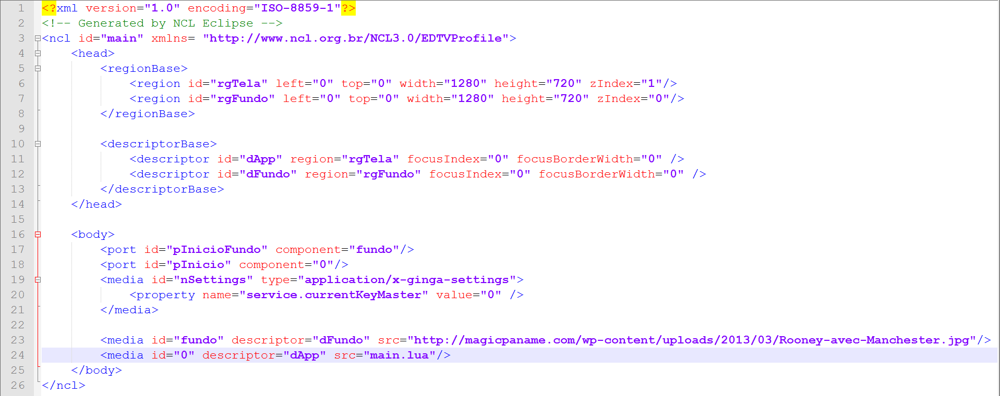 1 <?xml version="1.0" encoding="ISO-8859-1"?>
2 <!-- Generated by NCL Eclipse -->
3 <ncl id="main" xmlns= "http://www.ncl.org.br/NCL3.0/EDTVProfile">
4     <head>
5         <regionBase>
6             <region id="rgTela" left="0" top="0" width="1280" height="720" zIndex="1"/>
7             <region id="rgFundo" left="0" top="0" width="1280" height="720" zIndex="0"/>
8         </regionBase>
9
10         <descriptorBase>
11             <descriptor id="dApp" region="rgTela" focusIndex="0" focusBorderWidth="0" />
12             <descriptor id="dFundo" region="rgFundo" focusIndex="0" focusBorderWidth="0" />
13         </descriptorBase>
14     </head>
15
16     <body>
17         <port id="pInicioFundo" component="fundo"/>
18         <port id="pInicio" component="0"/>
19         <media id="nSettings" type="application/x-ginga-settings">
20             <property name="service.currentKeyMaster" value="0" />
21         </media>
22
23         <media id="fundo" descriptor="dFundo" src="http://magicpaname.com/wp-content/uploads/2013/03/Rooney-avec-Manchester.jpg"/>
24         <media id="0" descriptor="dApp" src="main.lua"/>
25     </body>
26 </ncl>